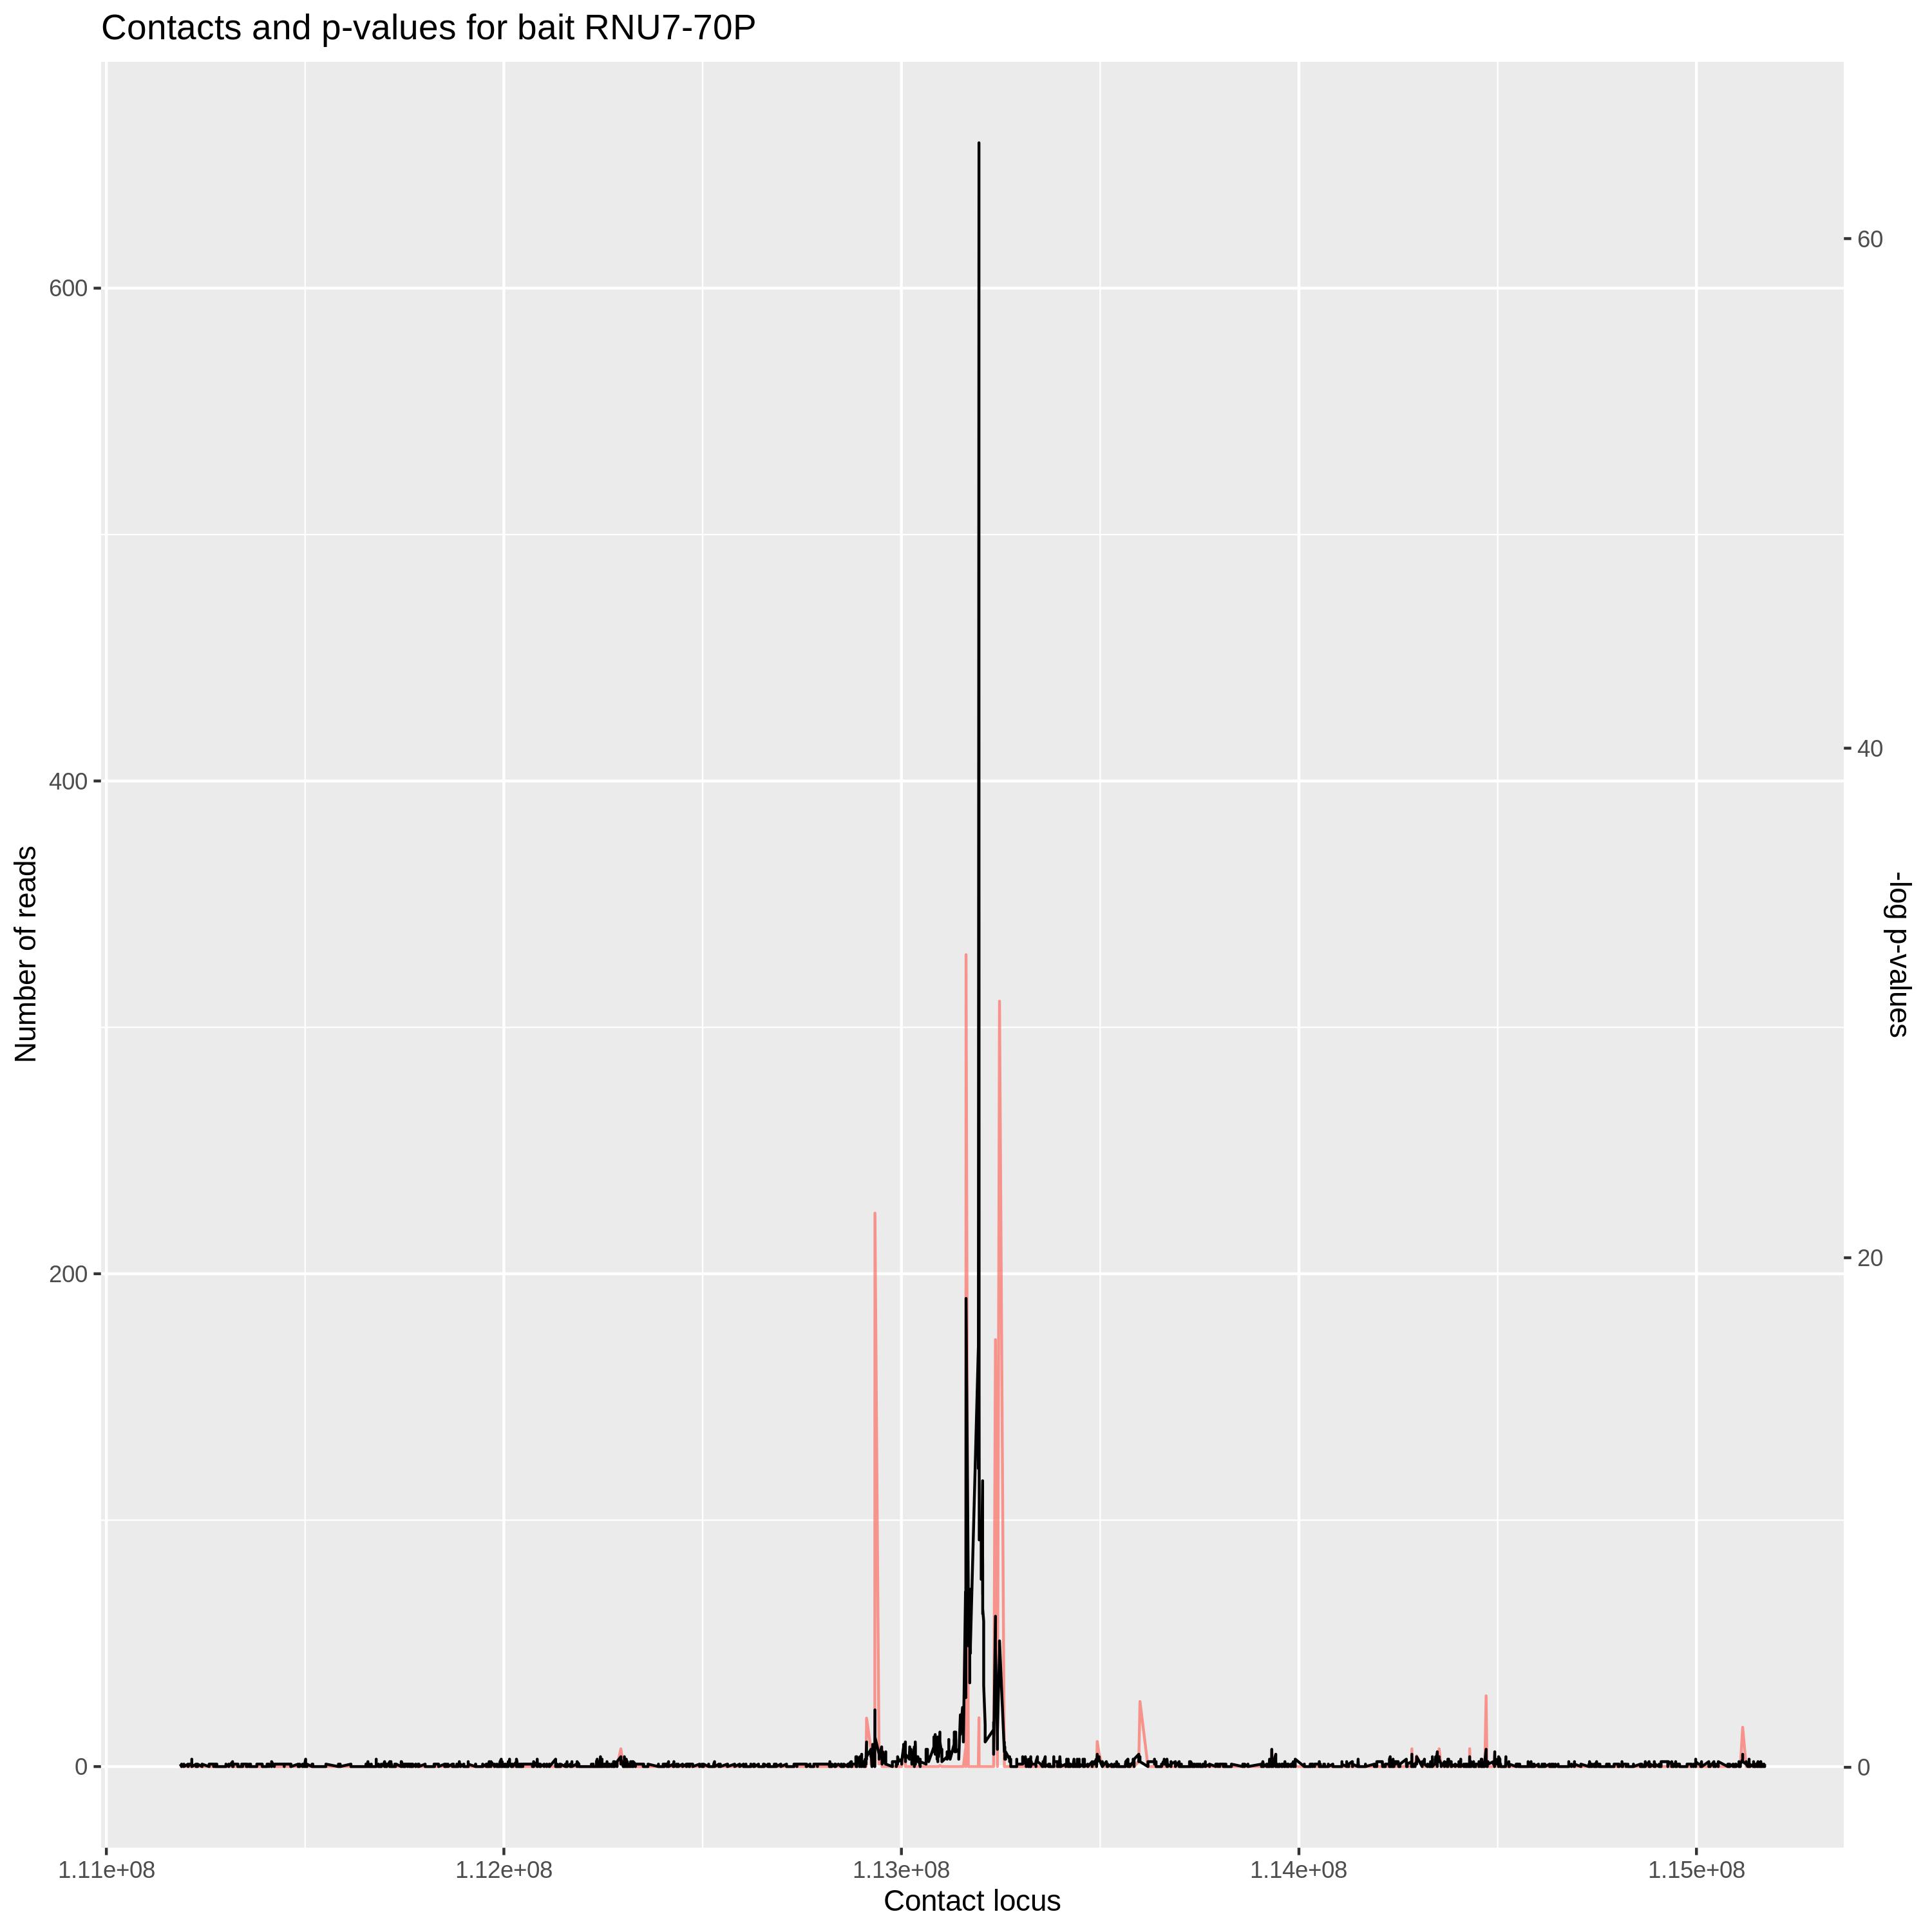 Contacts and p-values for bait RNU7-70P
Number of reads
600
400
200
0
60
40
20
0
-log p-values
1.11e+08
1.12e+08
1.13e+08
1.14e+08
1.15e+08
Contact locus